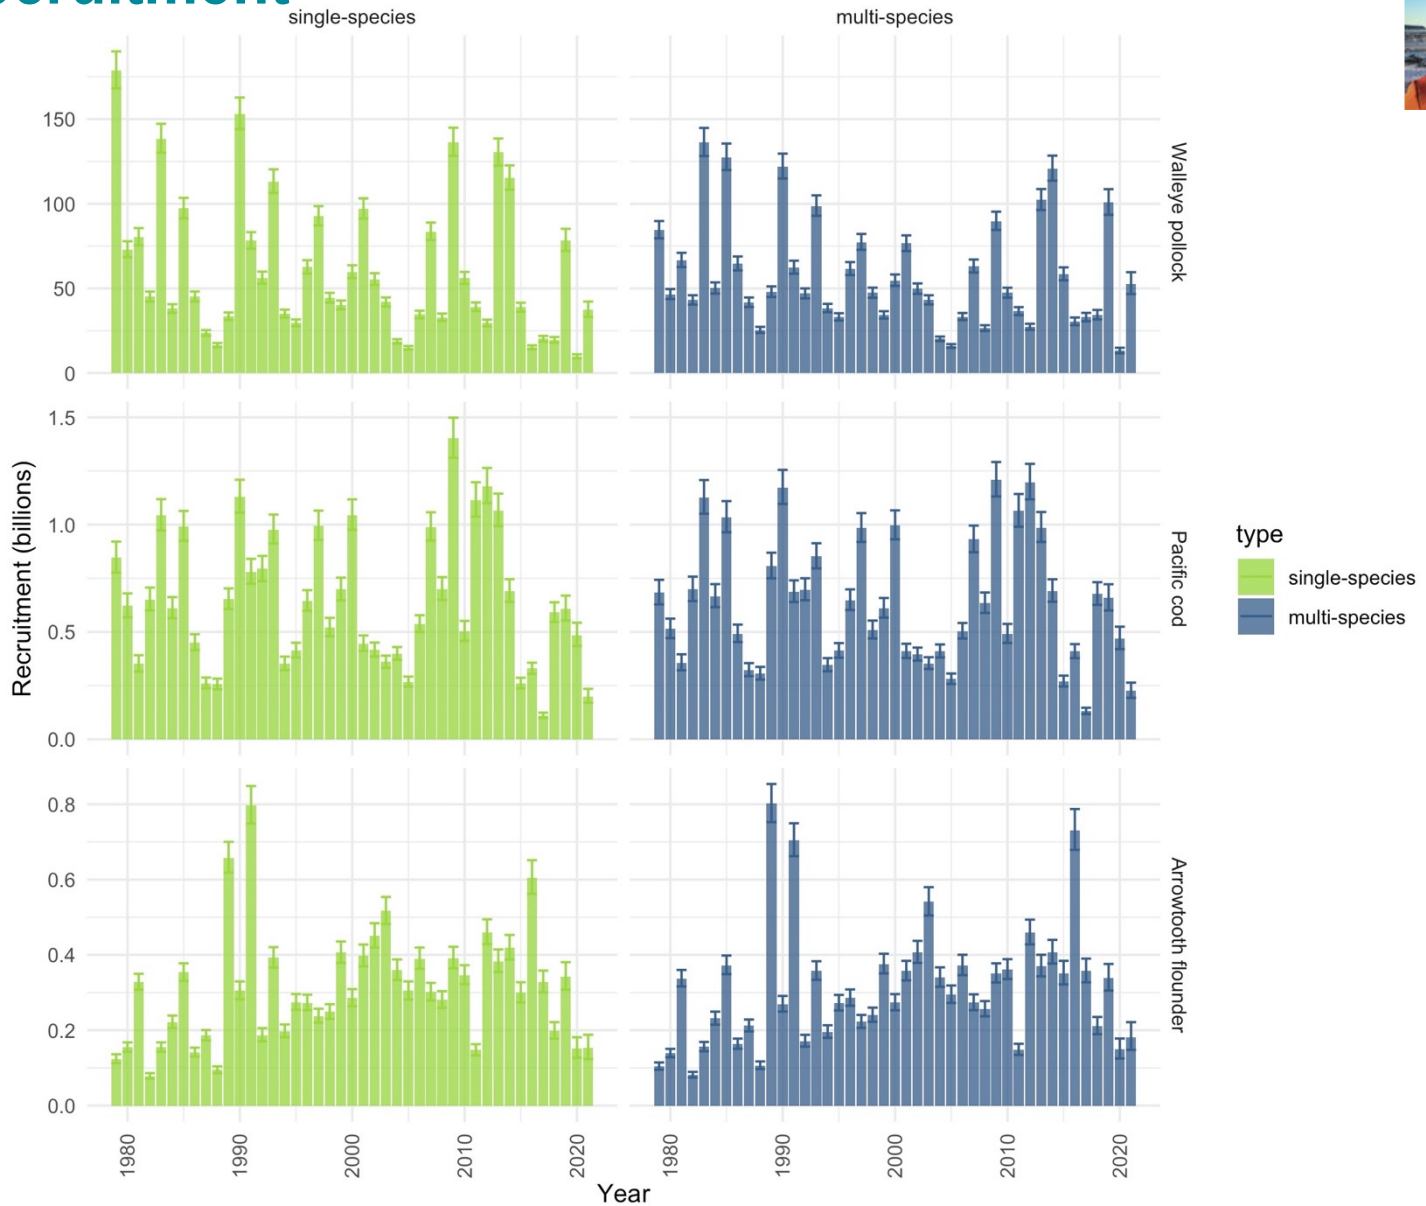 single-species
multi-species
150
100
50
0
Walleye pollock
1.5
1.0
0.5
0.0
Pacific cod
0.8
0.6
0.4
0.2
0.0
Arrowtooth flounder
Recruitment (billions)
1980
1990
2000
2010
2020
1980
1990
2000
2010
2020
Year
type
single-species
multi-species